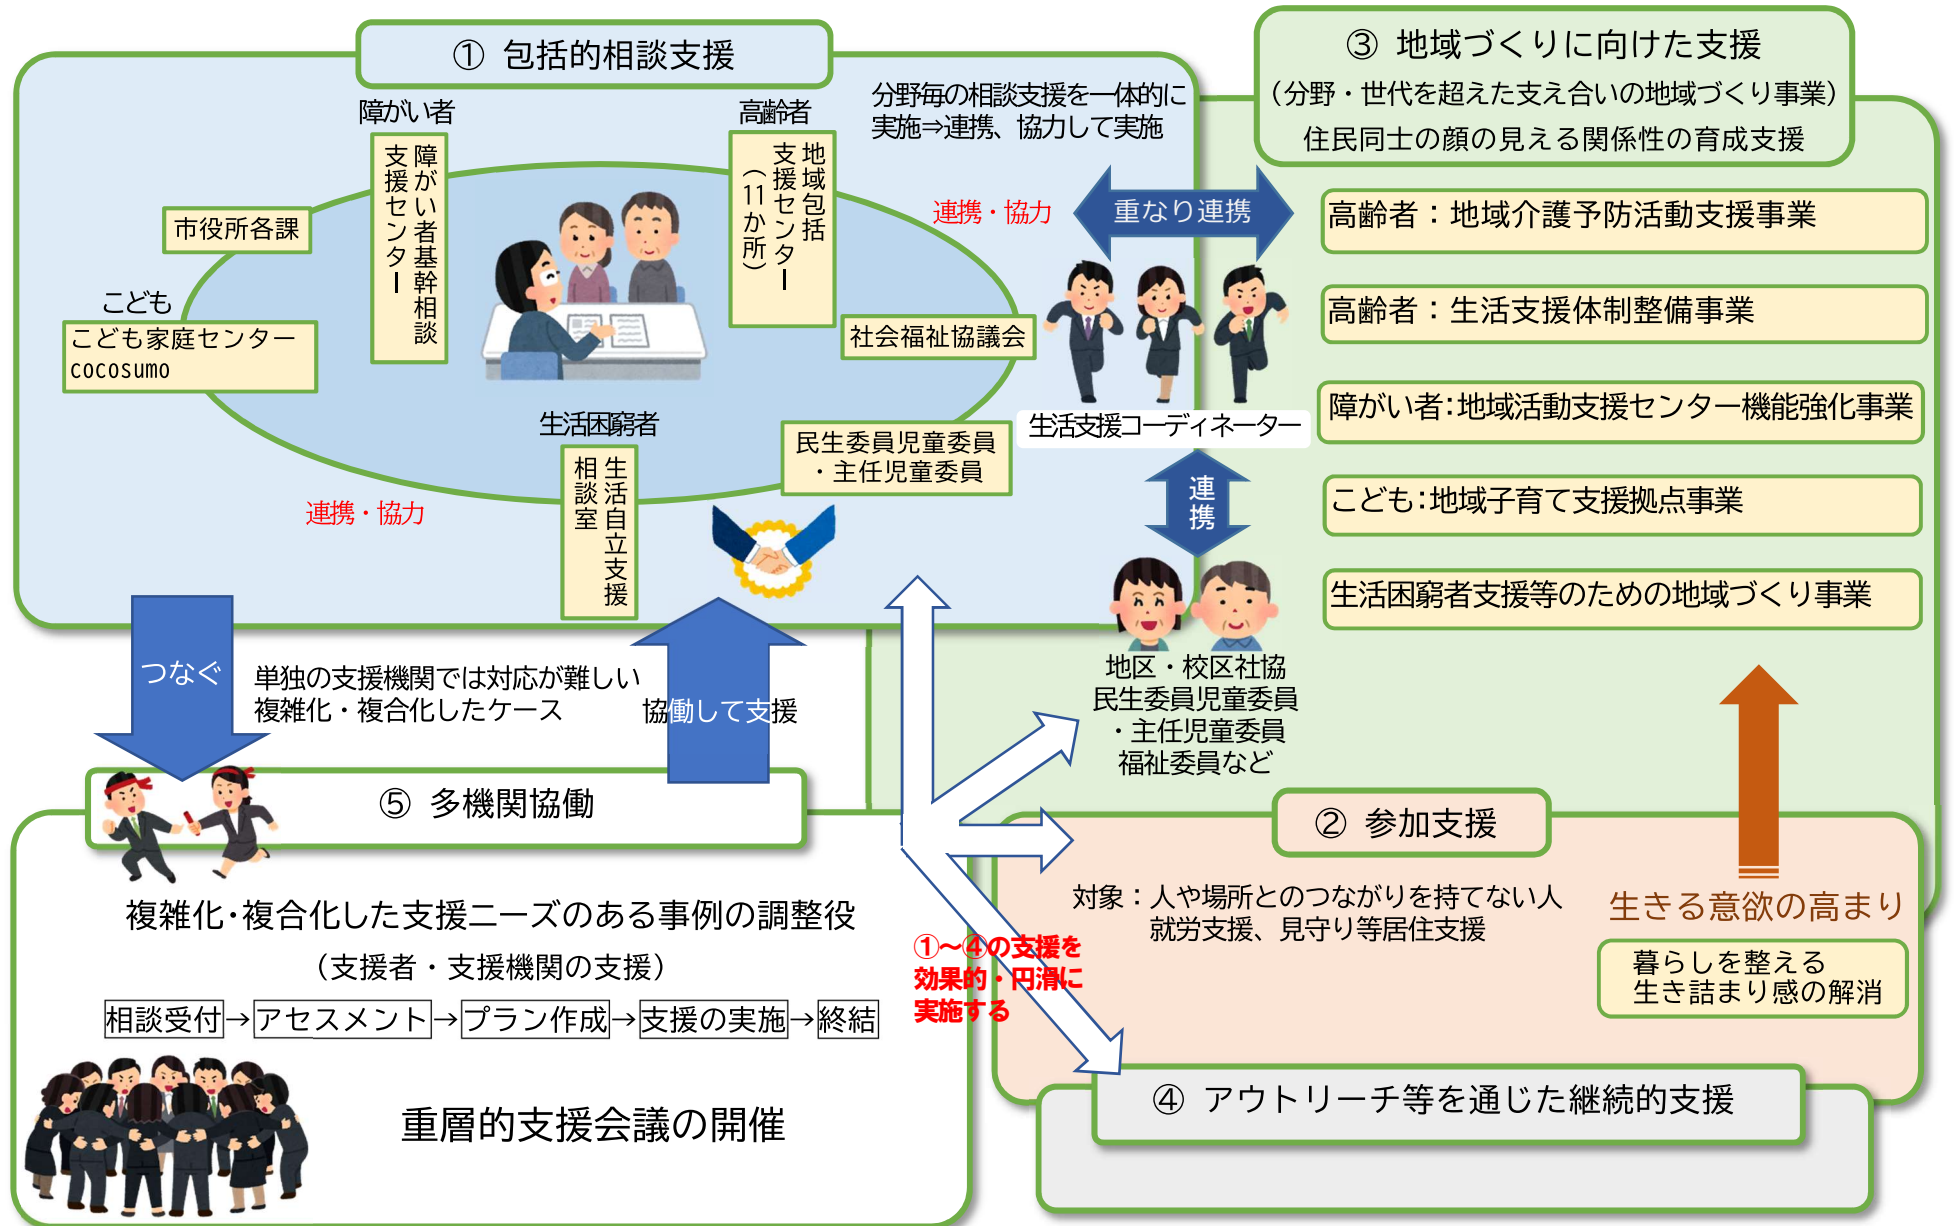 ① 包括的相談支援
分野毎の相談支援を一体的に
実施⇒連携、協力して実施
障がい者
障がい者基幹相談
支援センター
高齢者
地域包括
支援センター
（11か所）
市役所各課
こども
こども家庭センター
cocosumo
連携・協力
社会福祉協議会
生活困窮者
生活自立支援
相談室
民生委員児童委員
・主任児童委員
連携・協力
重なり連携
生活支援コーディネーター
連携
地区・校区社協
民生委員児童委員
・主任児童委員
福祉委員など
③ 地域づくりに向けた支援
（分野・世代を超えた支え合いの地域づくり事業）
住民同士の顔の見える関係性の育成支援
高齢者：地域介護予防活動支援事業
高齢者：生活支援体制整備事業
障がい者:地域活動支援センター機能強化事業
こども:地域子育て支援拠点事業
生活困窮者支援等のための地域づくり事業
つなぐ
単独の支援機関では対応が難しい
複雑化・複合化したケース
協働して支援
⑤ 多機関協働
複雑化・複合化した支援ニーズのある事例の調整役
（支援者・支援機関の支援）
相談受付→アセスメント→プラン作成→支援の実施→終結
重層的支援会議の開催
①～④の支援を
効果的・円滑に
実施する
② 参加支援
対象：人や場所とのつながりを持てない人
就労支援、見守り等居住支援
生きる意欲の高まり
暮らしを整える
生き詰まり感の解消
④ アウトリーチ等を通じた継続的支援